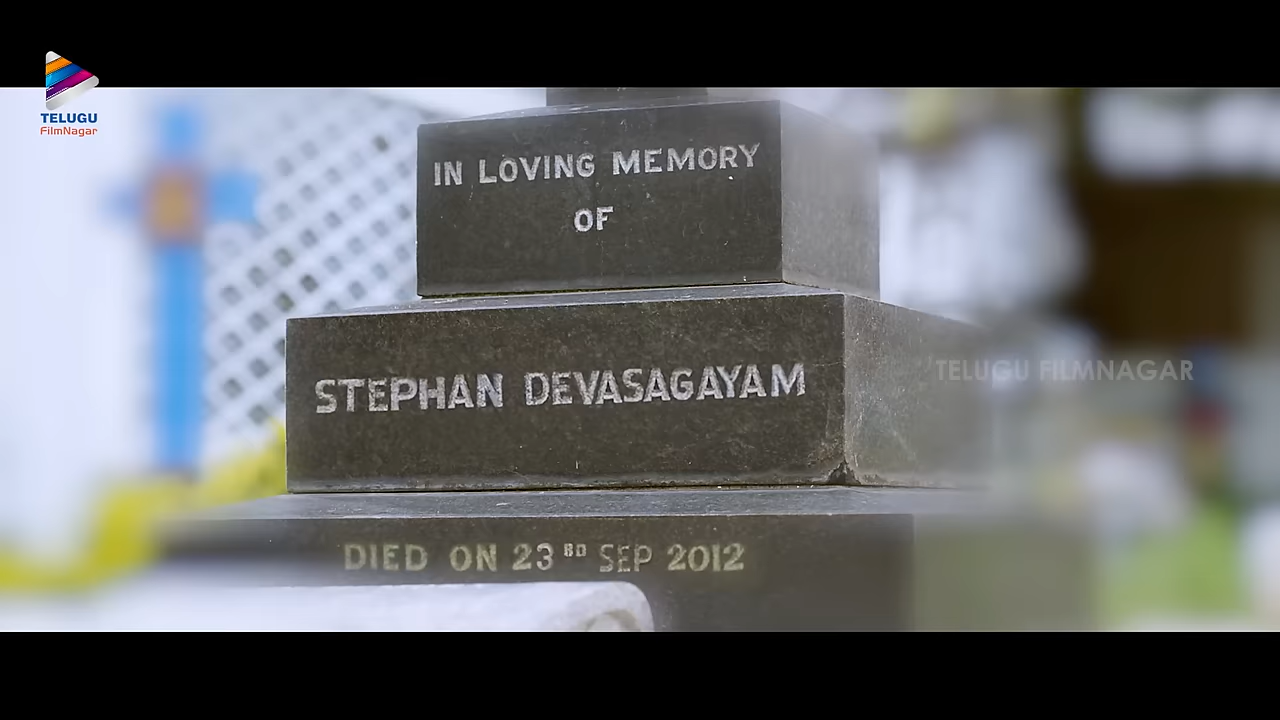 TELUGU
FilmNagar
IN LOVING MEMORY
OF
STEPHAN DEVASAGAYAM
TELUGU FILMNAGAR
DIED ON 23RD SEP 2012